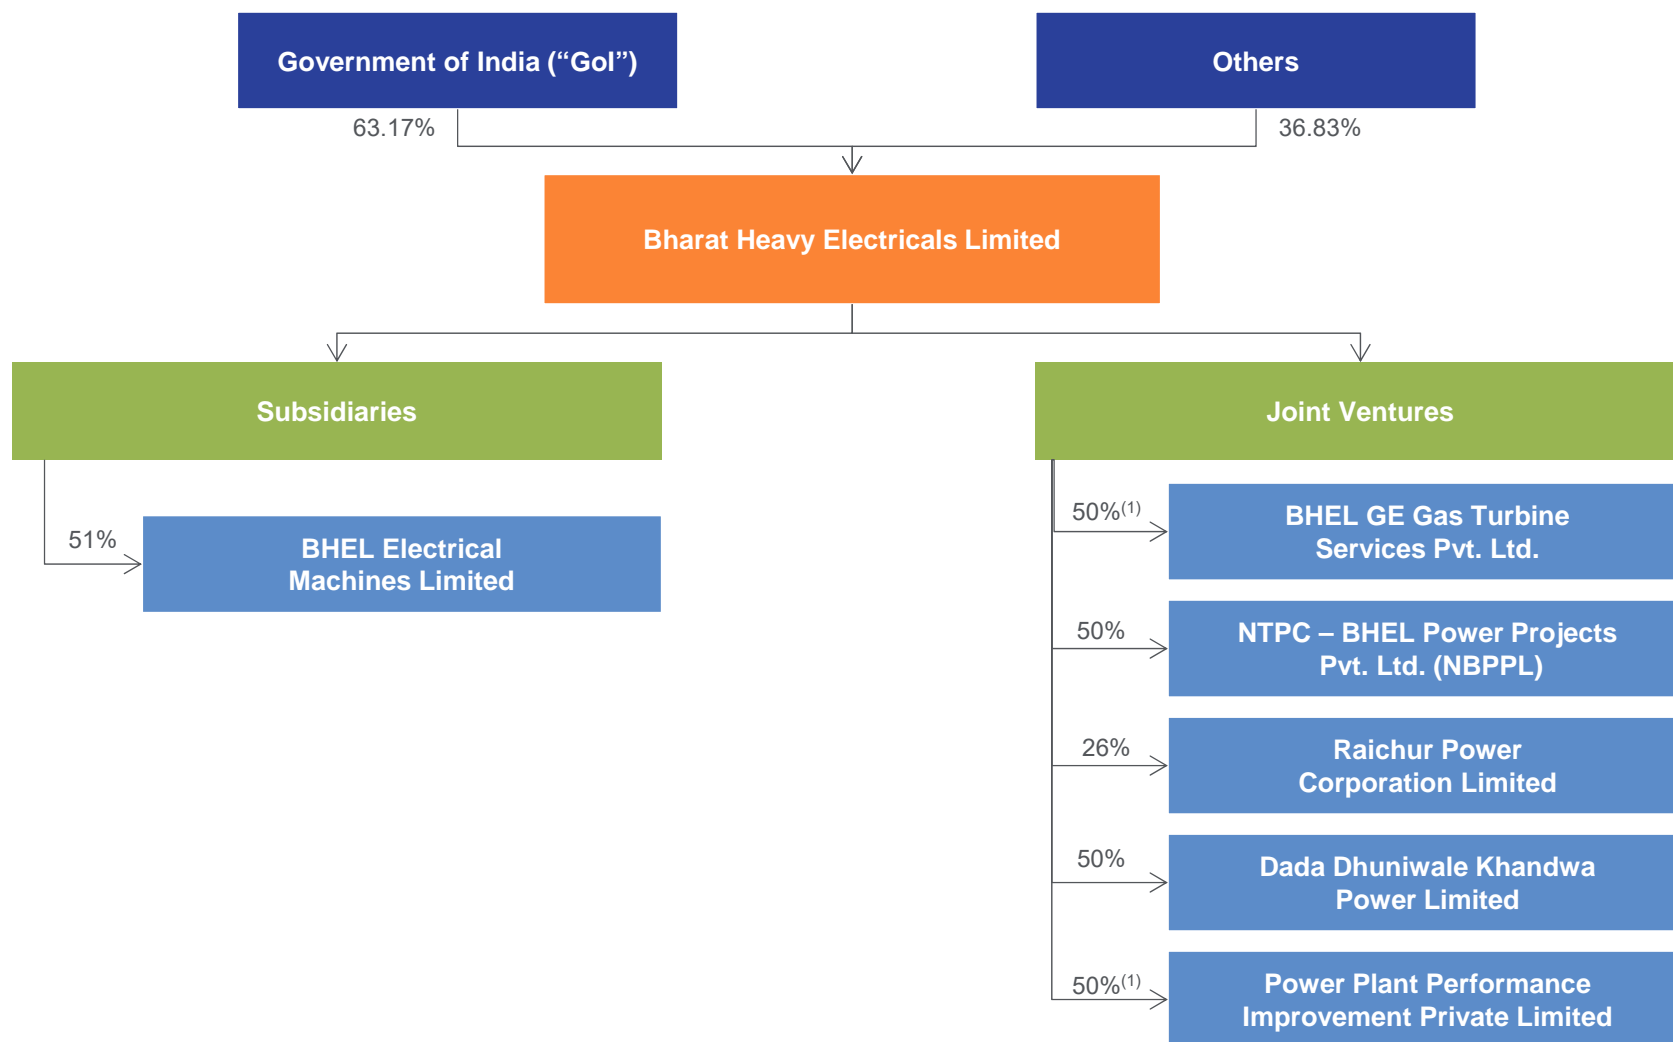 Government of India (“GoI”)
Others
63.17%
36.83%
Bharat Heavy Electricals Limited
Subsidiaries
Joint Ventures
51%
BHEL Electrical
Machines Limited
50%(1)
BHEL GE Gas Turbine
Services Pvt. Ltd.
50%
NTPC – BHEL Power Projects
Pvt. Ltd. (NBPPL)
26%
Raichur Power
Corporation Limited
50%
Dada Dhuniwale Khandwa
Power Limited
50%(1)
Power Plant Performance
Improvement Private Limited